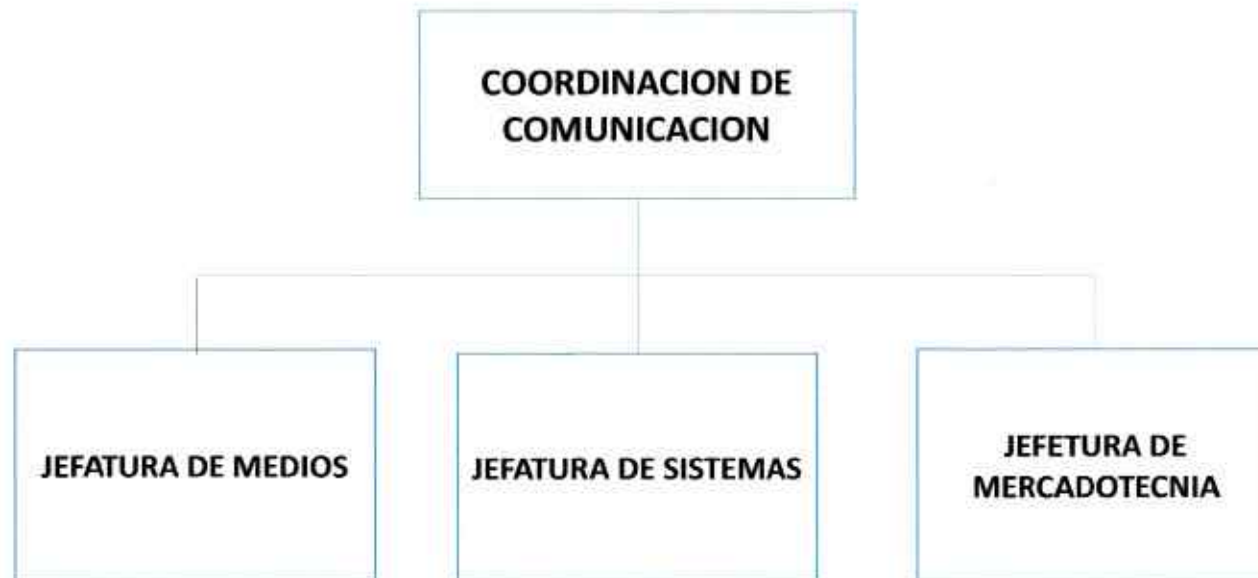 COORDINACION DE
COMUNICACION
JEFATURA DE MEDIOS
JEFATURA DE SISTEMAS
JEFETURA DE
MERCADOTECNIA